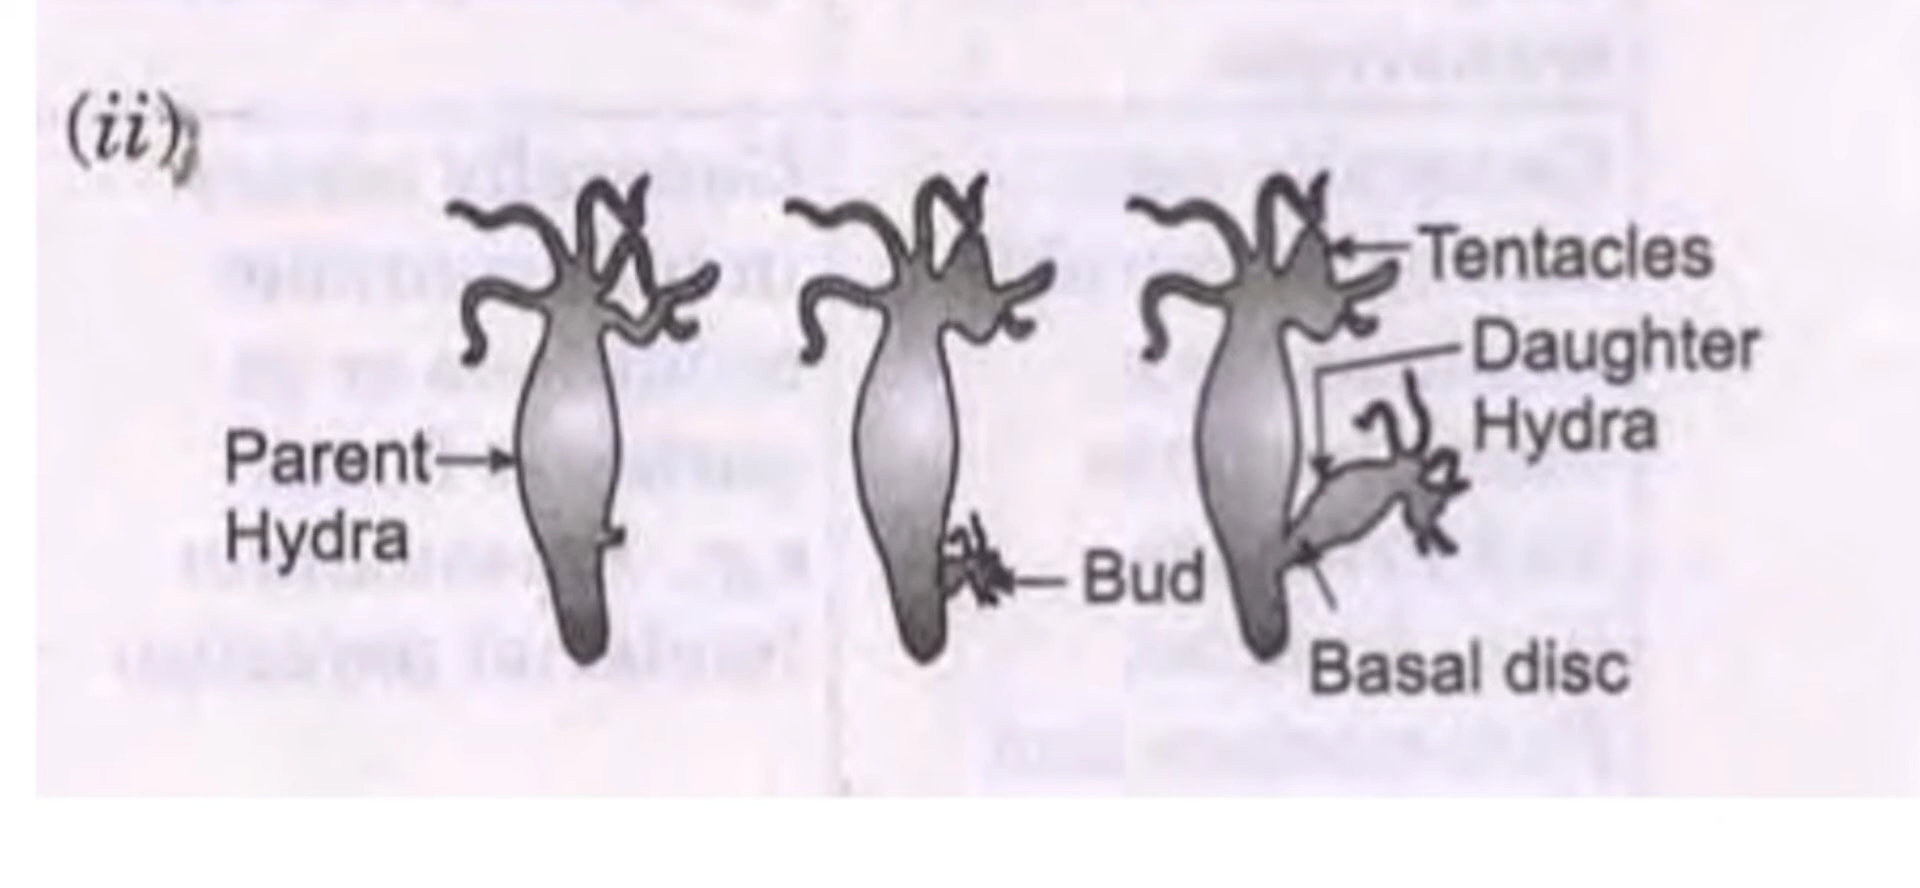 (ii)
Tentacles
Daughter
Hydra
Parent
Hydra
Bud
Basal disc